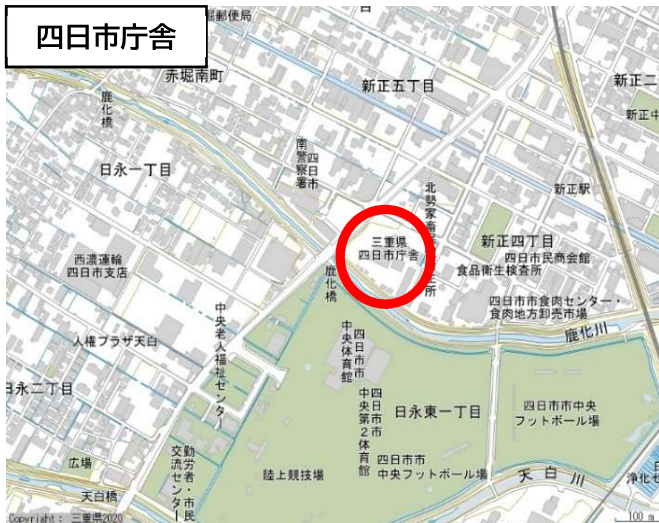 四日市庁舎
郵便局
赤堀南町
新正五丁目
新正二
新正中
鹿化橋
日永一丁目
四日市
南警察署
北勢家畜
生所
新正駅
三重県
四日市庁舎
新正四丁目
四日市民商会館
食品衛生検査所
西濃運輸
四日市支店
鹿化橋
四日市市食肉センター・
食肉地方卸売市場
鹿化川
中央老人福祉センター
人権プラザ天白
四日市市
中央体育館
日永二丁目
四日市市
中央第2体育館
日永東一丁目
四日市市中央
フットボール場
勤労者・市民
交流センター
広場
陸上競技場
四日市市
中央フットボール場
天白川
天白橋
浄化セ
Copyright : 三重県2020
100 m